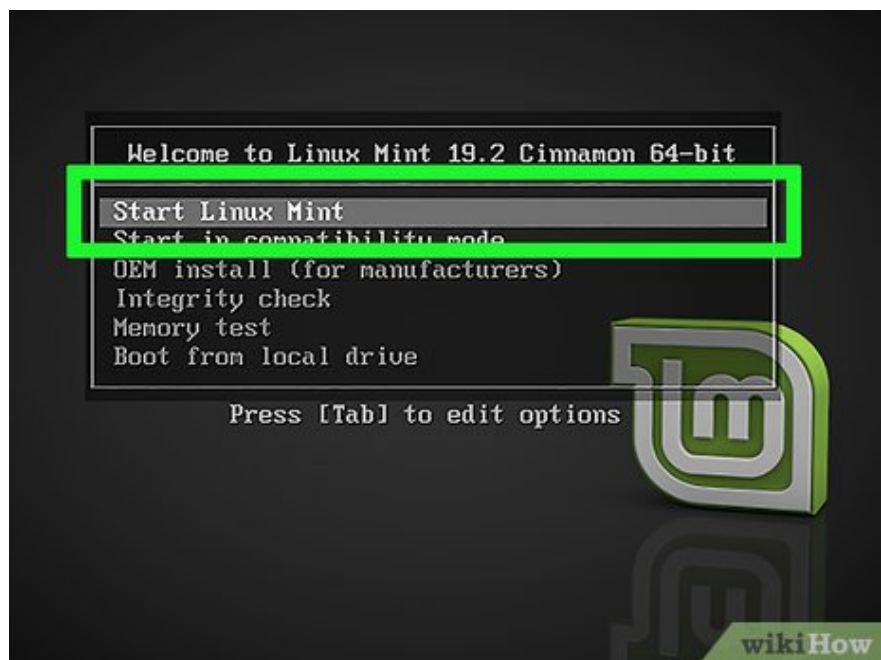 Welcome to Linux Mint 19.2 Cinnamon 64-bit
Start Linux Mint
Start in compatibility mode
OEM install (for manufacturers)
Integrity check
Memory test
Boot from local drive
Press [Tab] to edit options
lm
wikiHow